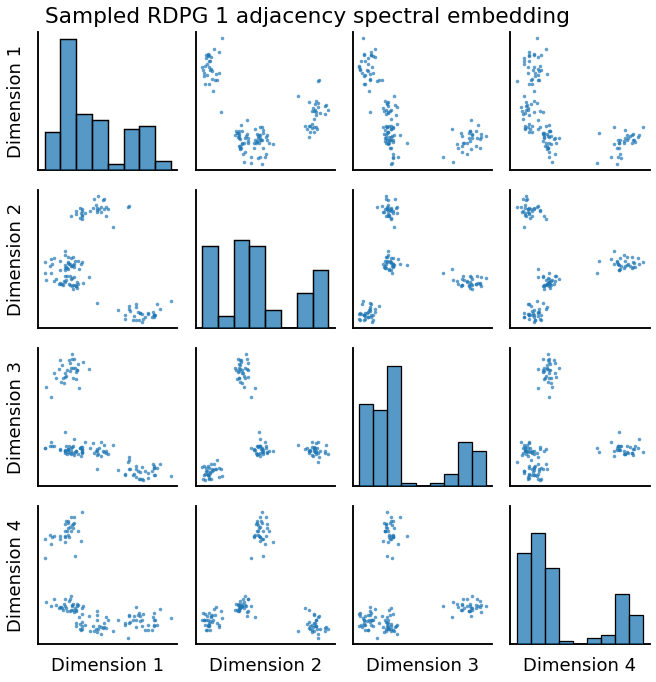 Sampled RDPG 1 adjacency spectral embedding
Dimension 1
Dimension 2
Dimension 3
Dimension 4
Dimension 1 Dimension 2 Dimension 3 Dimension 4